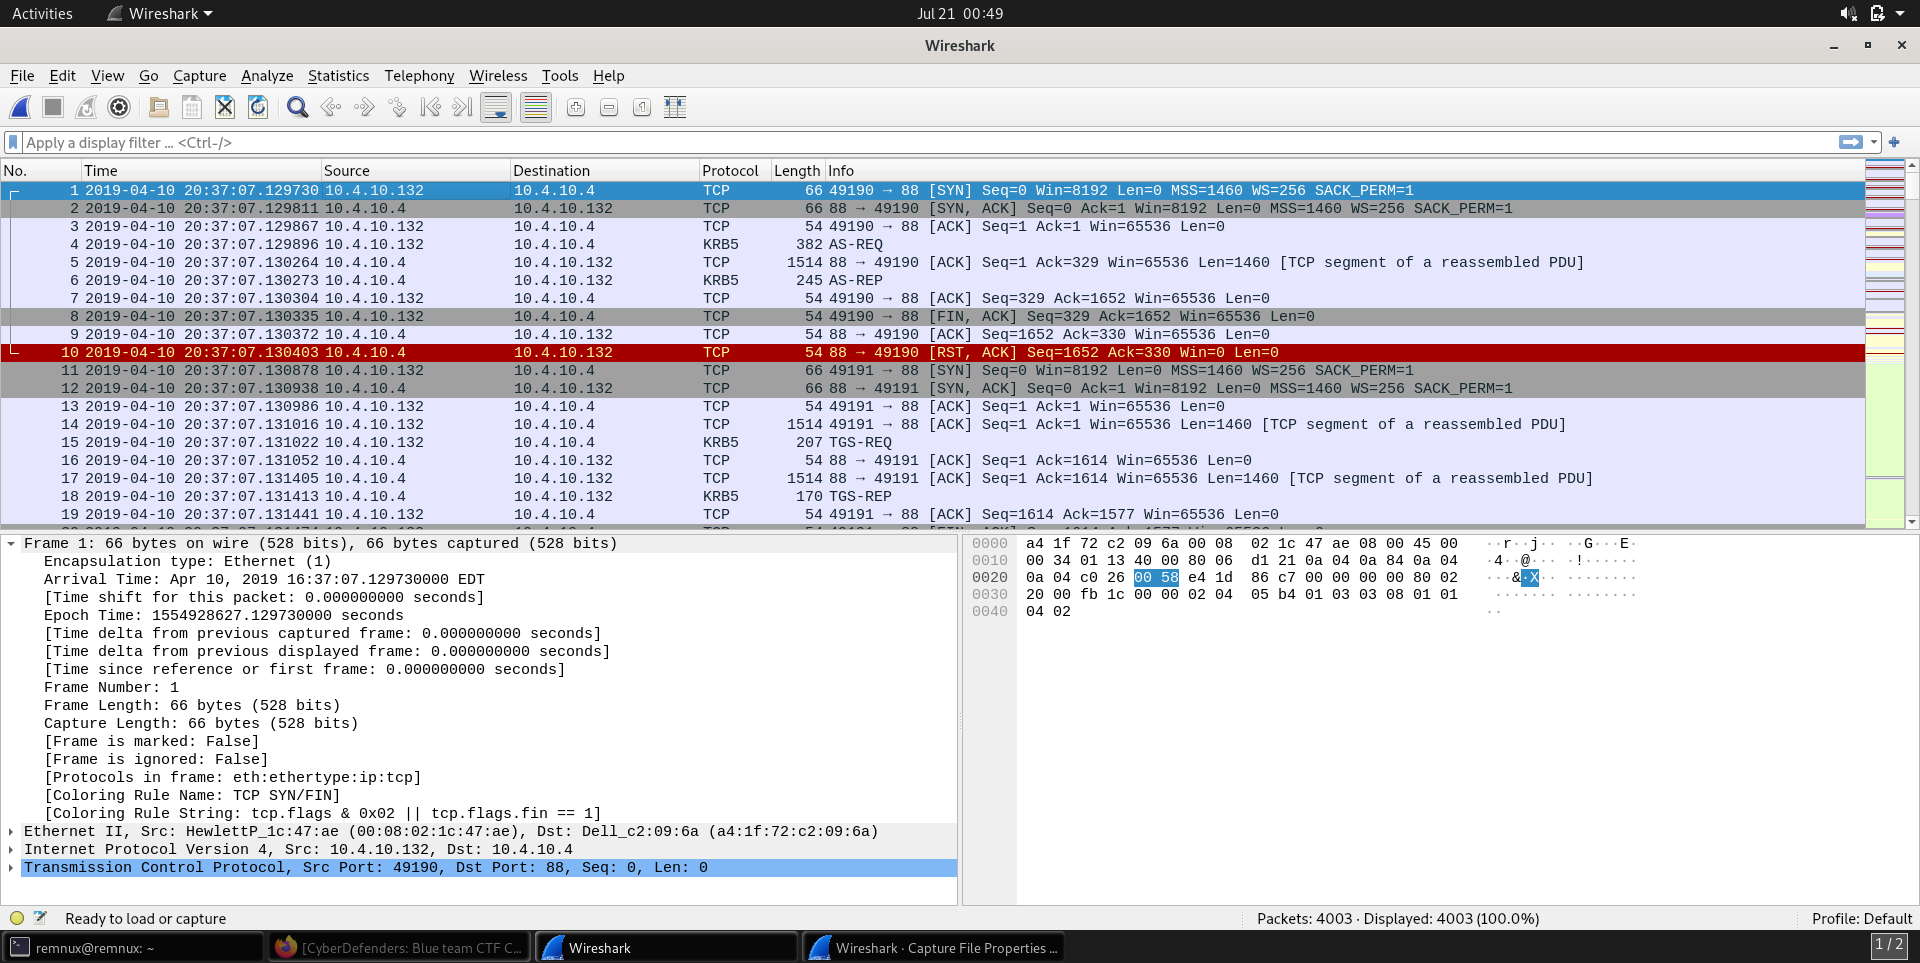 Activities Wireshark Jul 21 00:49
Wireshark
File Edit View Go Capture Analyze Statistics Telephony Wireless Tools Help
Apply a display filter ... <Ctrl-/>
No. Time Source Destination Protocol Length Info
1 2019-04-10 20:37:07.129730 10.4.10.132 10.4.10.4 TCP 66 49190 → 88 [SYN] Seq=0 Win=8192 Len=0 MSS=1460 WS=256 SACK_PERM=1
2 2019-04-10 20:37:07.129811 10.4.10.4 10.4.10.132 TCP 66 88 → 49190 [SYN, ACK] Seq=0 Ack=1 Win=8192 Len=0 MSS=1460 WS=256 SACK_PERM=1
3 2019-04-10 20:37:07.129867 10.4.10.132 10.4.10.4 TCP 54 49190 → 88 [ACK] Seq=1 Ack=1 Win=65536 Len=0
4 2019-04-10 20:37:07.129896 10.4.10.132 10.4.10.4 KRB5 382 AS-REQ
5 2019-04-10 20:37:07.130264 10.4.10.4 10.4.10.132 TCP 1514 88 → 49190 [ACK] Seq=1 Ack=329 Win=65536 Len=1460 [TCP segment of a reassembled PDU]
6 2019-04-10 20:37:07.130273 10.4.10.4 10.4.10.132 KRB5 245 AS-REP
7 2019-04-10 20:37:07.130304 10.4.10.132 10.4.10.4 TCP 54 49190 → 88 [ACK] Seq=329 Ack=1652 Win=65536 Len=0
8 2019-04-10 20:37:07.130335 10.4.10.132 10.4.10.4 TCP 54 49190 → 88 [FIN, ACK] Seq=329 Ack=1652 Win=65536 Len=0
9 2019-04-10 20:37:07.130372 10.4.10.4 10.4.10.132 TCP 54 88 → 49190 [ACK] Seq=1652 Ack=330 Win=65536 Len=0
10 2019-04-10 20:37:07.130403 10.4.10.4 10.4.10.132 TCP 54 88 → 49190 [RST, ACK] Seq=1652 Ack=330 Win=0 Len=0
11 2019-04-10 20:37:07.130878 10.4.10.132 10.4.10.4 TCP 66 49191 → 88 [SYN] Seq=0 Win=8192 Len=0 MSS=1460 WS=256 SACK_PERM=1
12 2019-04-10 20:37:07.130938 10.4.10.4 10.4.10.132 TCP 66 88 → 49191 [SYN, ACK] Seq=0 Ack=1 Win=8192 Len=0 MSS=1460 WS=256 SACK_PERM=1
13 2019-04-10 20:37:07.130986 10.4.10.132 10.4.10.4 TCP 54 49191 → 88 [ACK] Seq=1 Ack=1 Win=65536 Len=0
14 2019-04-10 20:37:07.131016 10.4.10.132 10.4.10.4 TCP 1514 49191 → 88 [ACK] Seq=1 Ack=1 Win=65536 Len=1460 [TCP segment of a reassembled PDU]
15 2019-04-10 20:37:07.131022 10.4.10.132 10.4.10.4 KRB5 207 TGS-REQ
16 2019-04-10 20:37:07.131052 10.4.10.4 10.4.10.132 TCP 54 88 → 49191 [ACK] Seq=1 Ack=1614 Win=65536 Len=0
17 2019-04-10 20:37:07.131405 10.4.10.4 10.4.10.132 TCP 1514 88 → 49191 [ACK] Seq=1 Ack=1614 Win=65536 Len=1460 [TCP segment of a reassembled PDU]
18 2019-04-10 20:37:07.131413 10.4.10.4 10.4.10.132 KRB5 170 TGS-REP
19 2019-04-10 20:37:07.131441 10.4.10.132 10.4.10.4 TCP 54 49191 → 88 [ACK] Seq=1614 Ack=1577 Win=65536 Len=0
Frame 1: 66 bytes on wire (528 bits), 66 bytes captured (528 bits)
Encapsulation type: Ethernet (1)
Arrival Time: Apr 10, 2019 16:37:07.129730000 EDT
[Time shift for this packet: 0.000000000 seconds]
Epoch Time: 1554928627.129730000 seconds
[Time delta from previous captured frame: 0.000000000 seconds]
[Time delta from previous displayed frame: 0.000000000 seconds]
[Time since reference or first frame: 0.000000000 seconds]
Frame Number: 1
Frame Length: 66 bytes (528 bits)
Capture Length: 66 bytes (528 bits)
[Frame is marked: False]
[Frame is ignored: False]
[Protocols in frame: eth:ethertype:ip:tcp]
[Coloring Rule Name: TCP SYN/FIN]
[Coloring Rule String: tcp.flags & 0x02 || tcp.flags.fin == 1]
Ethernet II, Src: HewlettP_1c:47:ae (00:08:02:1c:47:ae), Dst: Dell_c2:09:6a (a4:1f:72:c2:09:6a)
Internet Protocol Version 4, Src: 10.4.10.132, Dst: 10.4.10.4
Transmission Control Protocol, Src Port: 49190, Dst Port: 88, Seq: 0, Len: 0
0000 a4 1f 72 c2 09 6a 00 08 02 1c 47 ae 08 00 45 00 ··r··j·· ··G···E·
0010 00 34 01 13 40 00 80 06 d1 21 0a 04 0a 84 0a 04 ·4··@··· ·!······
0020 0a 04 c0 26 00 58 e4 1d 86 c7 00 00 00 00 80 02 ···&·X·· ········
0030 20 00 fb 1c 00 00 02 04 05 b4 01 03 03 08 01 01 ······· ········
0040 04 02 ··
Ready to load or capture Packets: 4003 · Displayed: 4003 (100.0%) Profile: Default
remnux@remnux: ~ [CyberDefenders: Blue team CTF C... Wireshark Wireshark · Capture File Properties ... 1 / 2